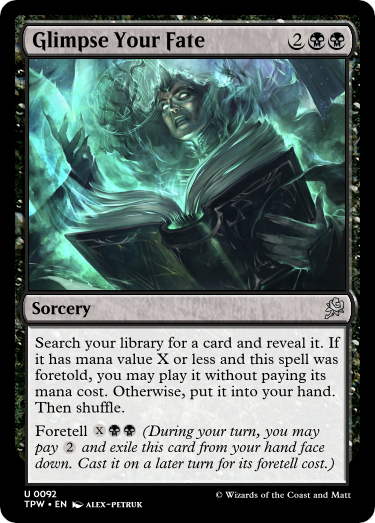 Glimpse Your Fate 2
Sorcery
Search your library for a card and reveal it. If
it has mana value X or less and this spell was
foretold, you may play it without paying its
mana cost. Otherwise, put it into your hand.
Then shuffle.
Foretell X (During your turn, you may
pay 2 and exile this card from your hand face
down. Cast it on a later turn for its foretell cost.)
U 0092
TPW • EN ALEX-PETRUK
© Wizards of the Coast and Matt